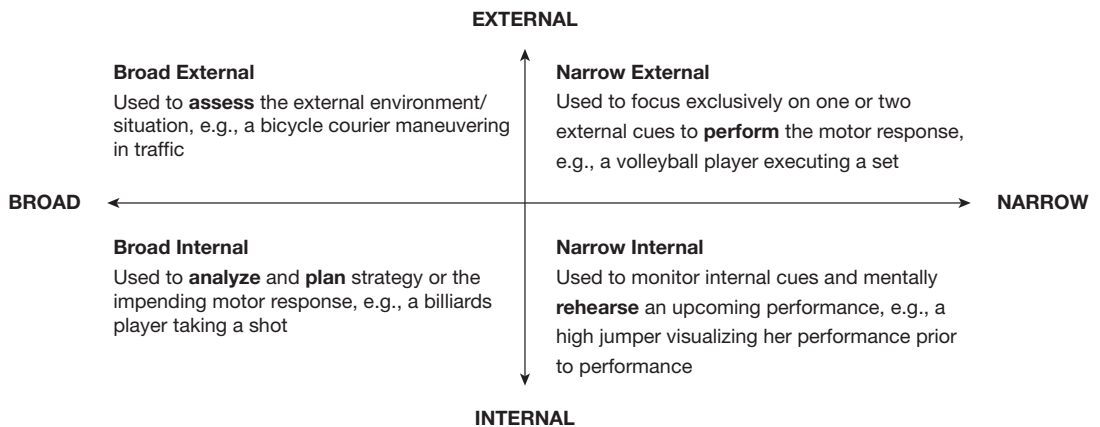 EXTERNAL
Broad External
Used to assess the external environment/
situation, e.g., a bicycle courier maneuvering
in traffic
Narrow External
Used to focus exclusively on one or two
external cues to perform the motor response,
e.g., a volleyball player executing a set
BROAD
NARROW
Broad Internal
Used to analyze and plan strategy or the
impending motor response, e.g., a billiards
player taking a shot
Narrow Internal
Used to monitor internal cues and mentally
rehearse an upcoming performance, e.g., a
high jumper visualizing her performance prior
to performance
INTERNAL